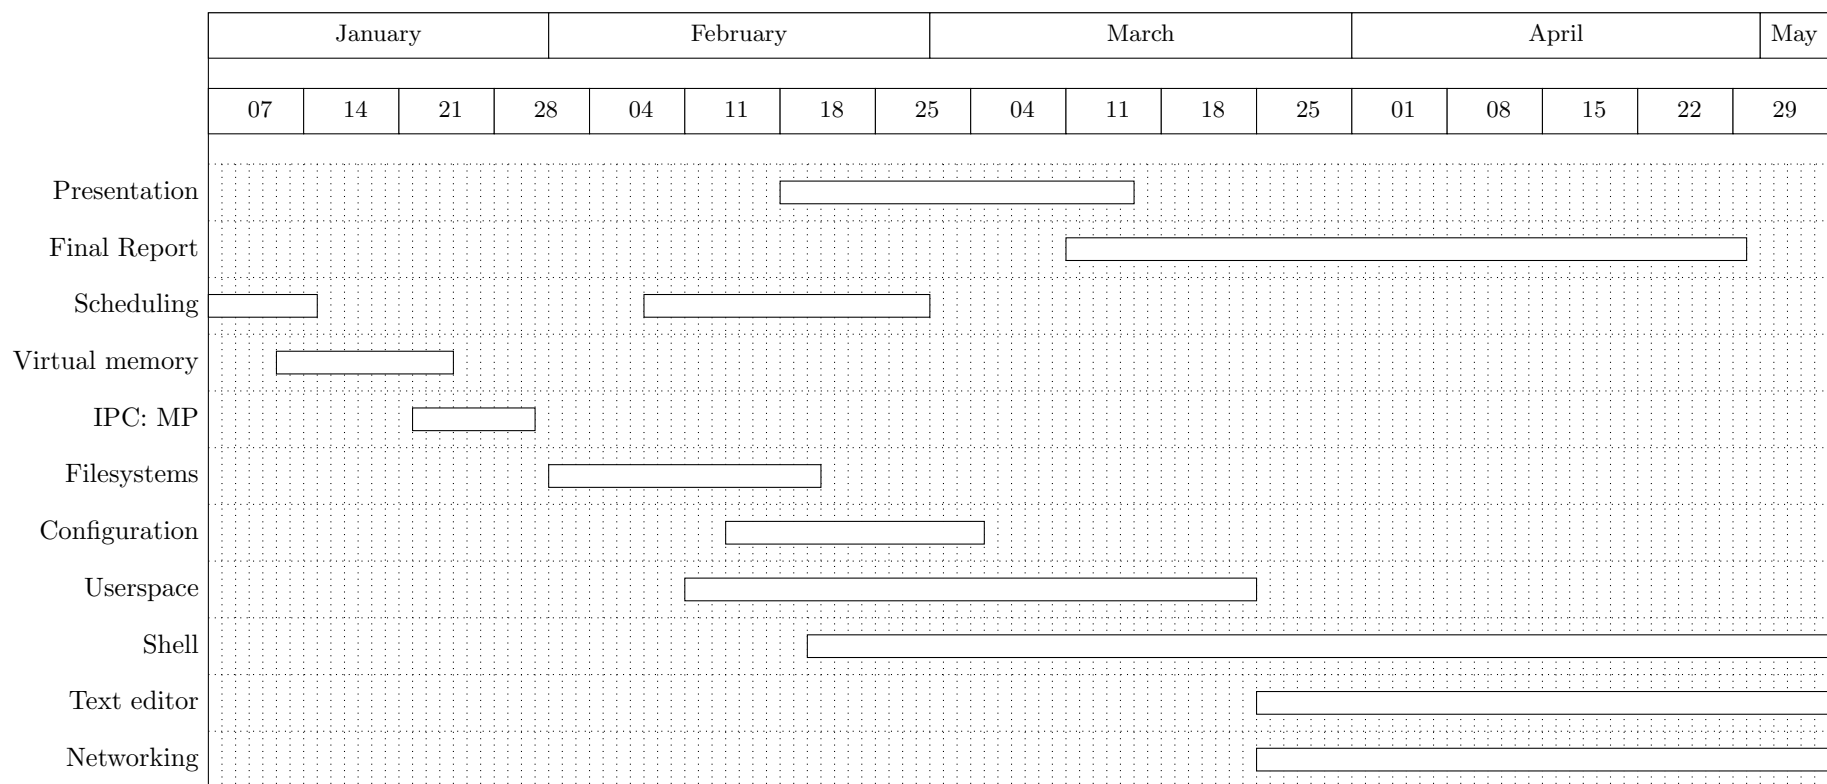 January February March April May
07 14 21 28 04 11 18 25 04 11 18 25 01 08 15 22 29
Presentation
Final Report
Scheduling
Virtual memory
IPC: MP
Filesystems
Configuration
Userspace
Shell
Text editor
Networking